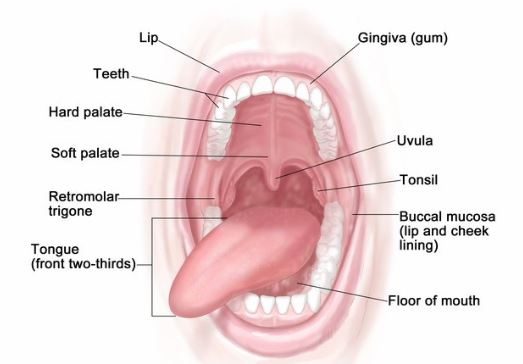 Lip
Teeth
Hard palate
Soft palate
Retromolar
trigone
Tongue
(front two-thirds)
Gingiva (gum)
Uvula
Tonsil
Buccal mucosa
(lip and cheek
lining)
Floor of mouth